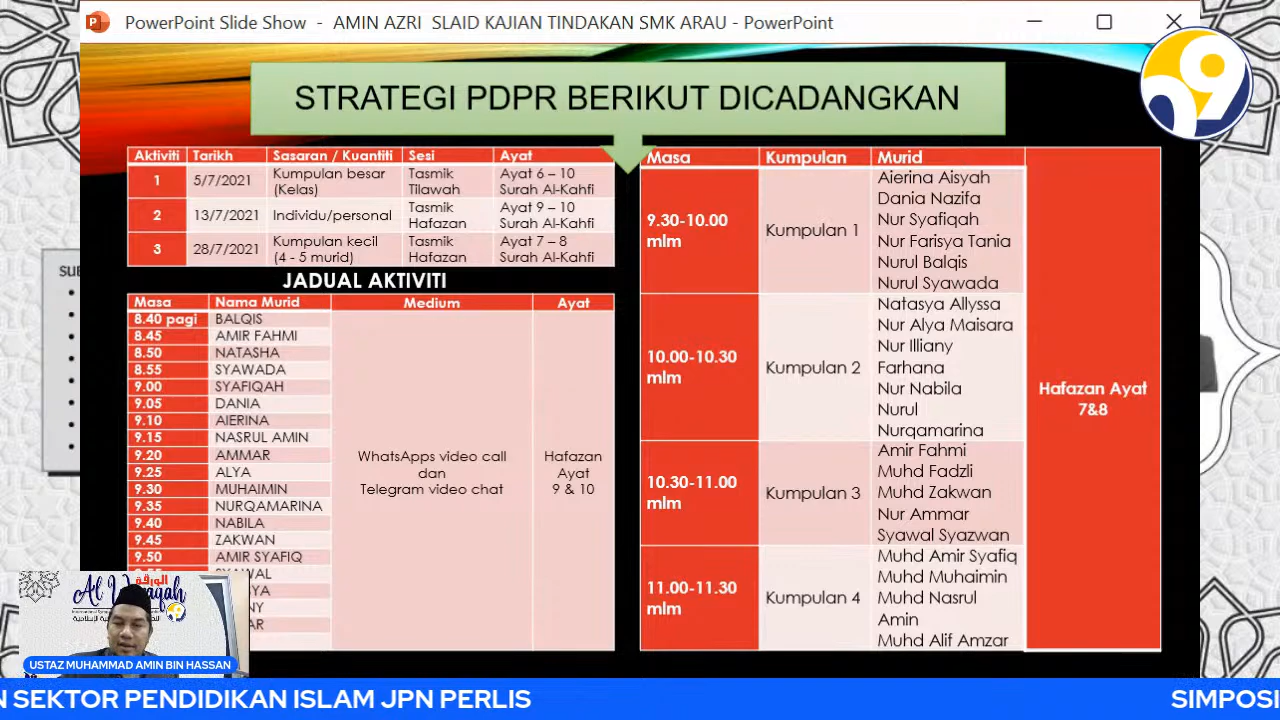 PowerPoint Slide Show - AMIN AZRI SLAID KAJIAN TINDAKAN SMK ARAU - PowerPoint
STRATEGI PDPR BERIKUT DICADANGKAN
Aktiviti Tarikh Sasaran / Kuantiti Sesi Ayat
1 5/7/2021 Kumpulan besar (Kelas) Tasmik Tilawah Ayat 6 – 10 Surah Al-Kahfi
2 13/7/2021 Individu/personal Tasmik Hafazan Ayat 9 – 10 Surah Al-Kahfi
3 28/7/2021 Kumpulan kecil (4 - 5 murid) Tasmik Hafazan Ayat 7 – 8 Surah Al-Kahfi
JADUAL AKTIVITI
Masa Nama Murid Medium Ayat
8.40 pagi BALQIS
8.45 AMIR FAHMI
8.50 NATASHA
8.55 SYAWADA
9.00 SYAFIQAH
9.05 DANIA
9.10 AIERINA
9.15 NASRUL AMIN
9.20 AMMAR
9.25 ALYA
9.30 MUHAIMIN
9.35 NURQAMARINA
9.40 NABILA
9.45 ZAKWAN
9.50 AMIR SYAFIQ
WhatsApps video call
dan
Telegram video chat
Hafazan
Ayat
9 & 10
Masa Kumpulan Murid
9.30-10.00
mlm
Kumpulan 1
Aierina Aisyah
Dania Nazifa
Nur Syafiqah
Nur Farisya Tania
Nurul Balqis
Nurul Syawada
10.00-10.30
mlm
Kumpulan 2
Natasya Allyssa
Nur Alya Maisara
Nur Illiany
Farhana
Nur Nabila
Nurul
Nurqamarina
10.30-11.00
mlm
Kumpulan 3
Amir Fahmi
Muhd Fadzli
Muhd Zakwan
Nur Ammar
Syawal Syazwan
11.00-11.30
mlm
Kumpulan 4
Muhd Amir Syafiq
Muhd Muhaimin
Muhd Nasrul
Amin
Muhd Alif Amzar
Hafazan Ayat
7&8
الورقة
Al Waraqah
USTAZ MUHAMMAD AMIN BIN HASSAN
N SEKTOR PENDIDIKAN ISLAM JPN PERLIS
SIMPOSI